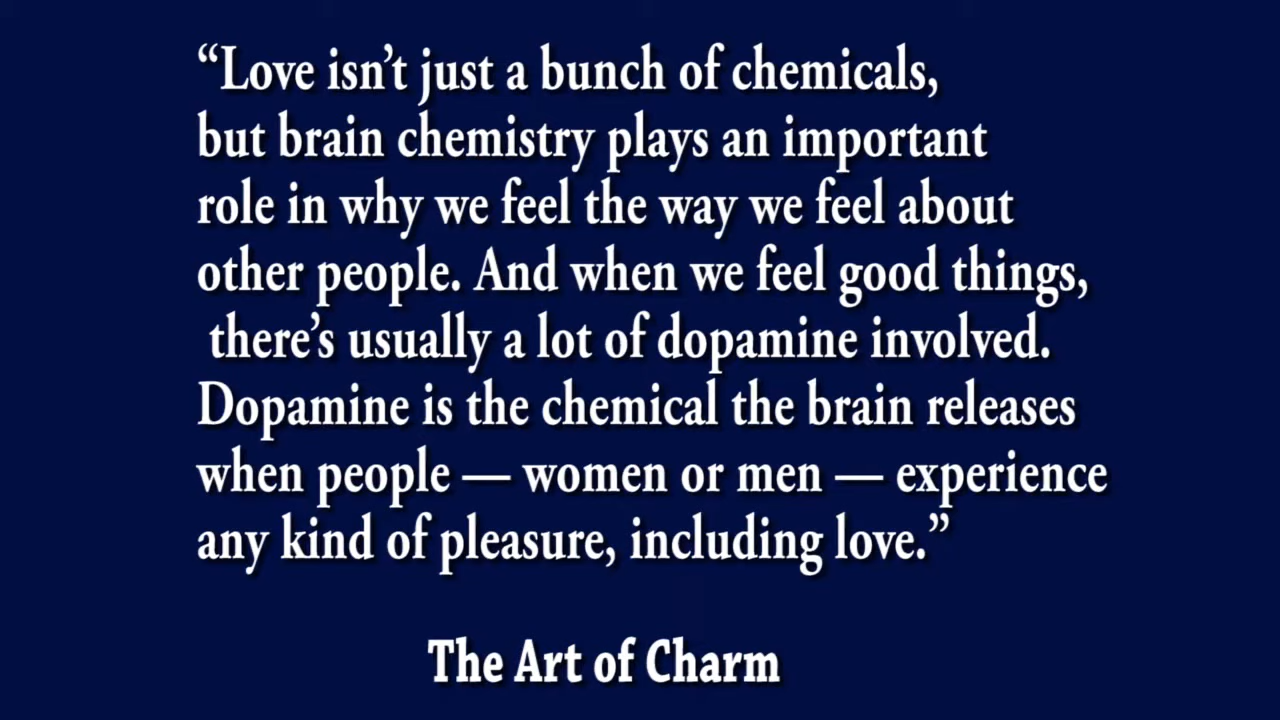 “Love isn’t just a bunch of chemicals,
but brain chemistry plays an important
role in why we feel the way we feel about
other people. And when we feel good things,
there’s usually a lot of dopamine involved.
Dopamine is the chemical the brain releases
when people — women or men — experience
any kind of pleasure, including love.”
The Art of Charm